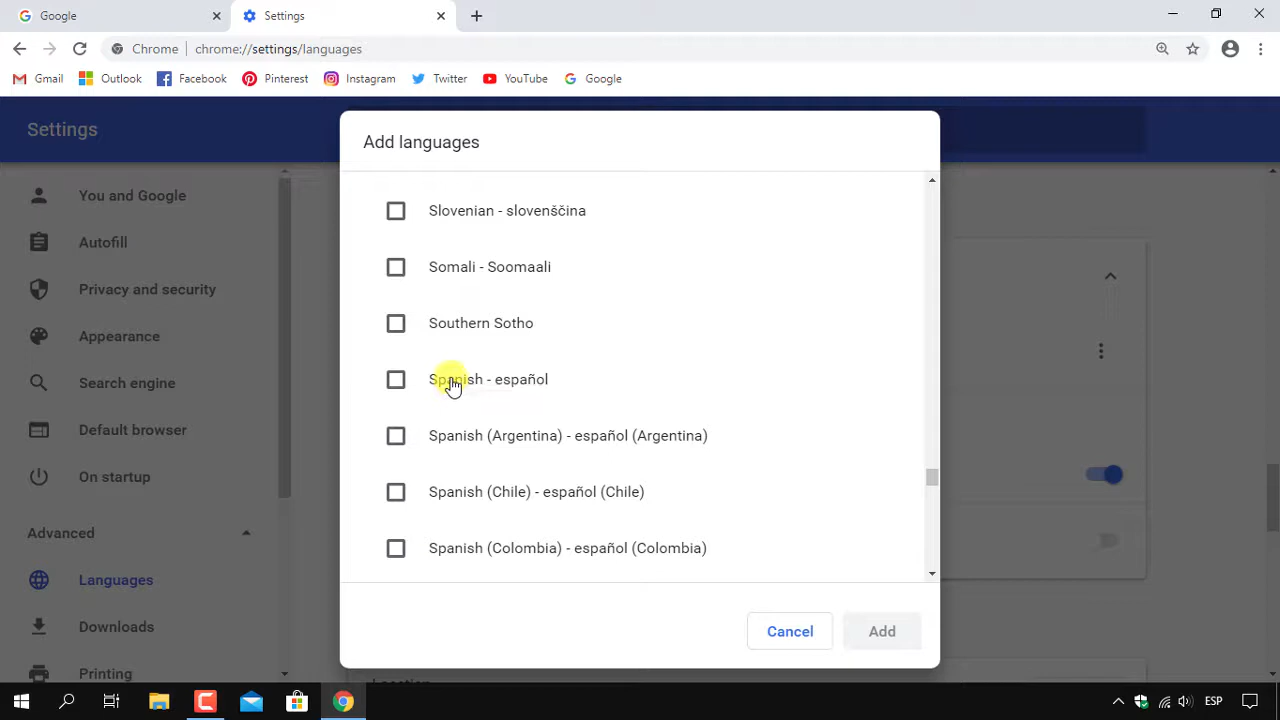 Google
Settings
Chrome
chrome://settings/languages
Gmail
Outlook
Facebook
Pinterest
Instagram
Twitter
YouTube
Google
Settings
You and Google
Autofill
Privacy and security
Appearance
Search engine
Default browser
On startup
Advanced
Languages
Downloads
Printing
Add languages
Slovenian - slovenščina
Somali - Soomaali
Southern Sotho
Spanish - español
Spanish (Argentina) - español (Argentina)
Spanish (Chile) - español (Chile)
Spanish (Colombia) - español (Colombia)
Cancel
Add
Location
ESP